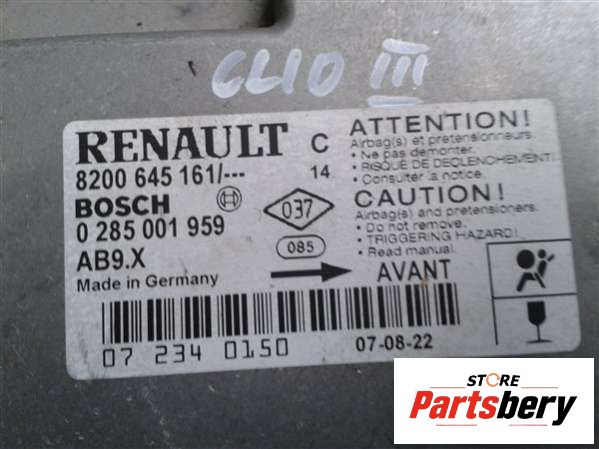 CLIO III
RENAULT C
8200 645 161/--- 14
BOSCH
037
0 285 001 959
085
AB9.X
Made in Germany
AVANT
ATTENTION!
Airbag(s) et pretensionneurs.
• Ne pas demonter.
• RISQUE DE DECLENCHEMENT!
• Consulter la notice.
CAUTION!
Airbag(s) and pretensioners.
• Do not remove.
• TRIGGERING HAZARD!
• Read manual.
07 234 0150
07-08-22
STORE
Partsbery